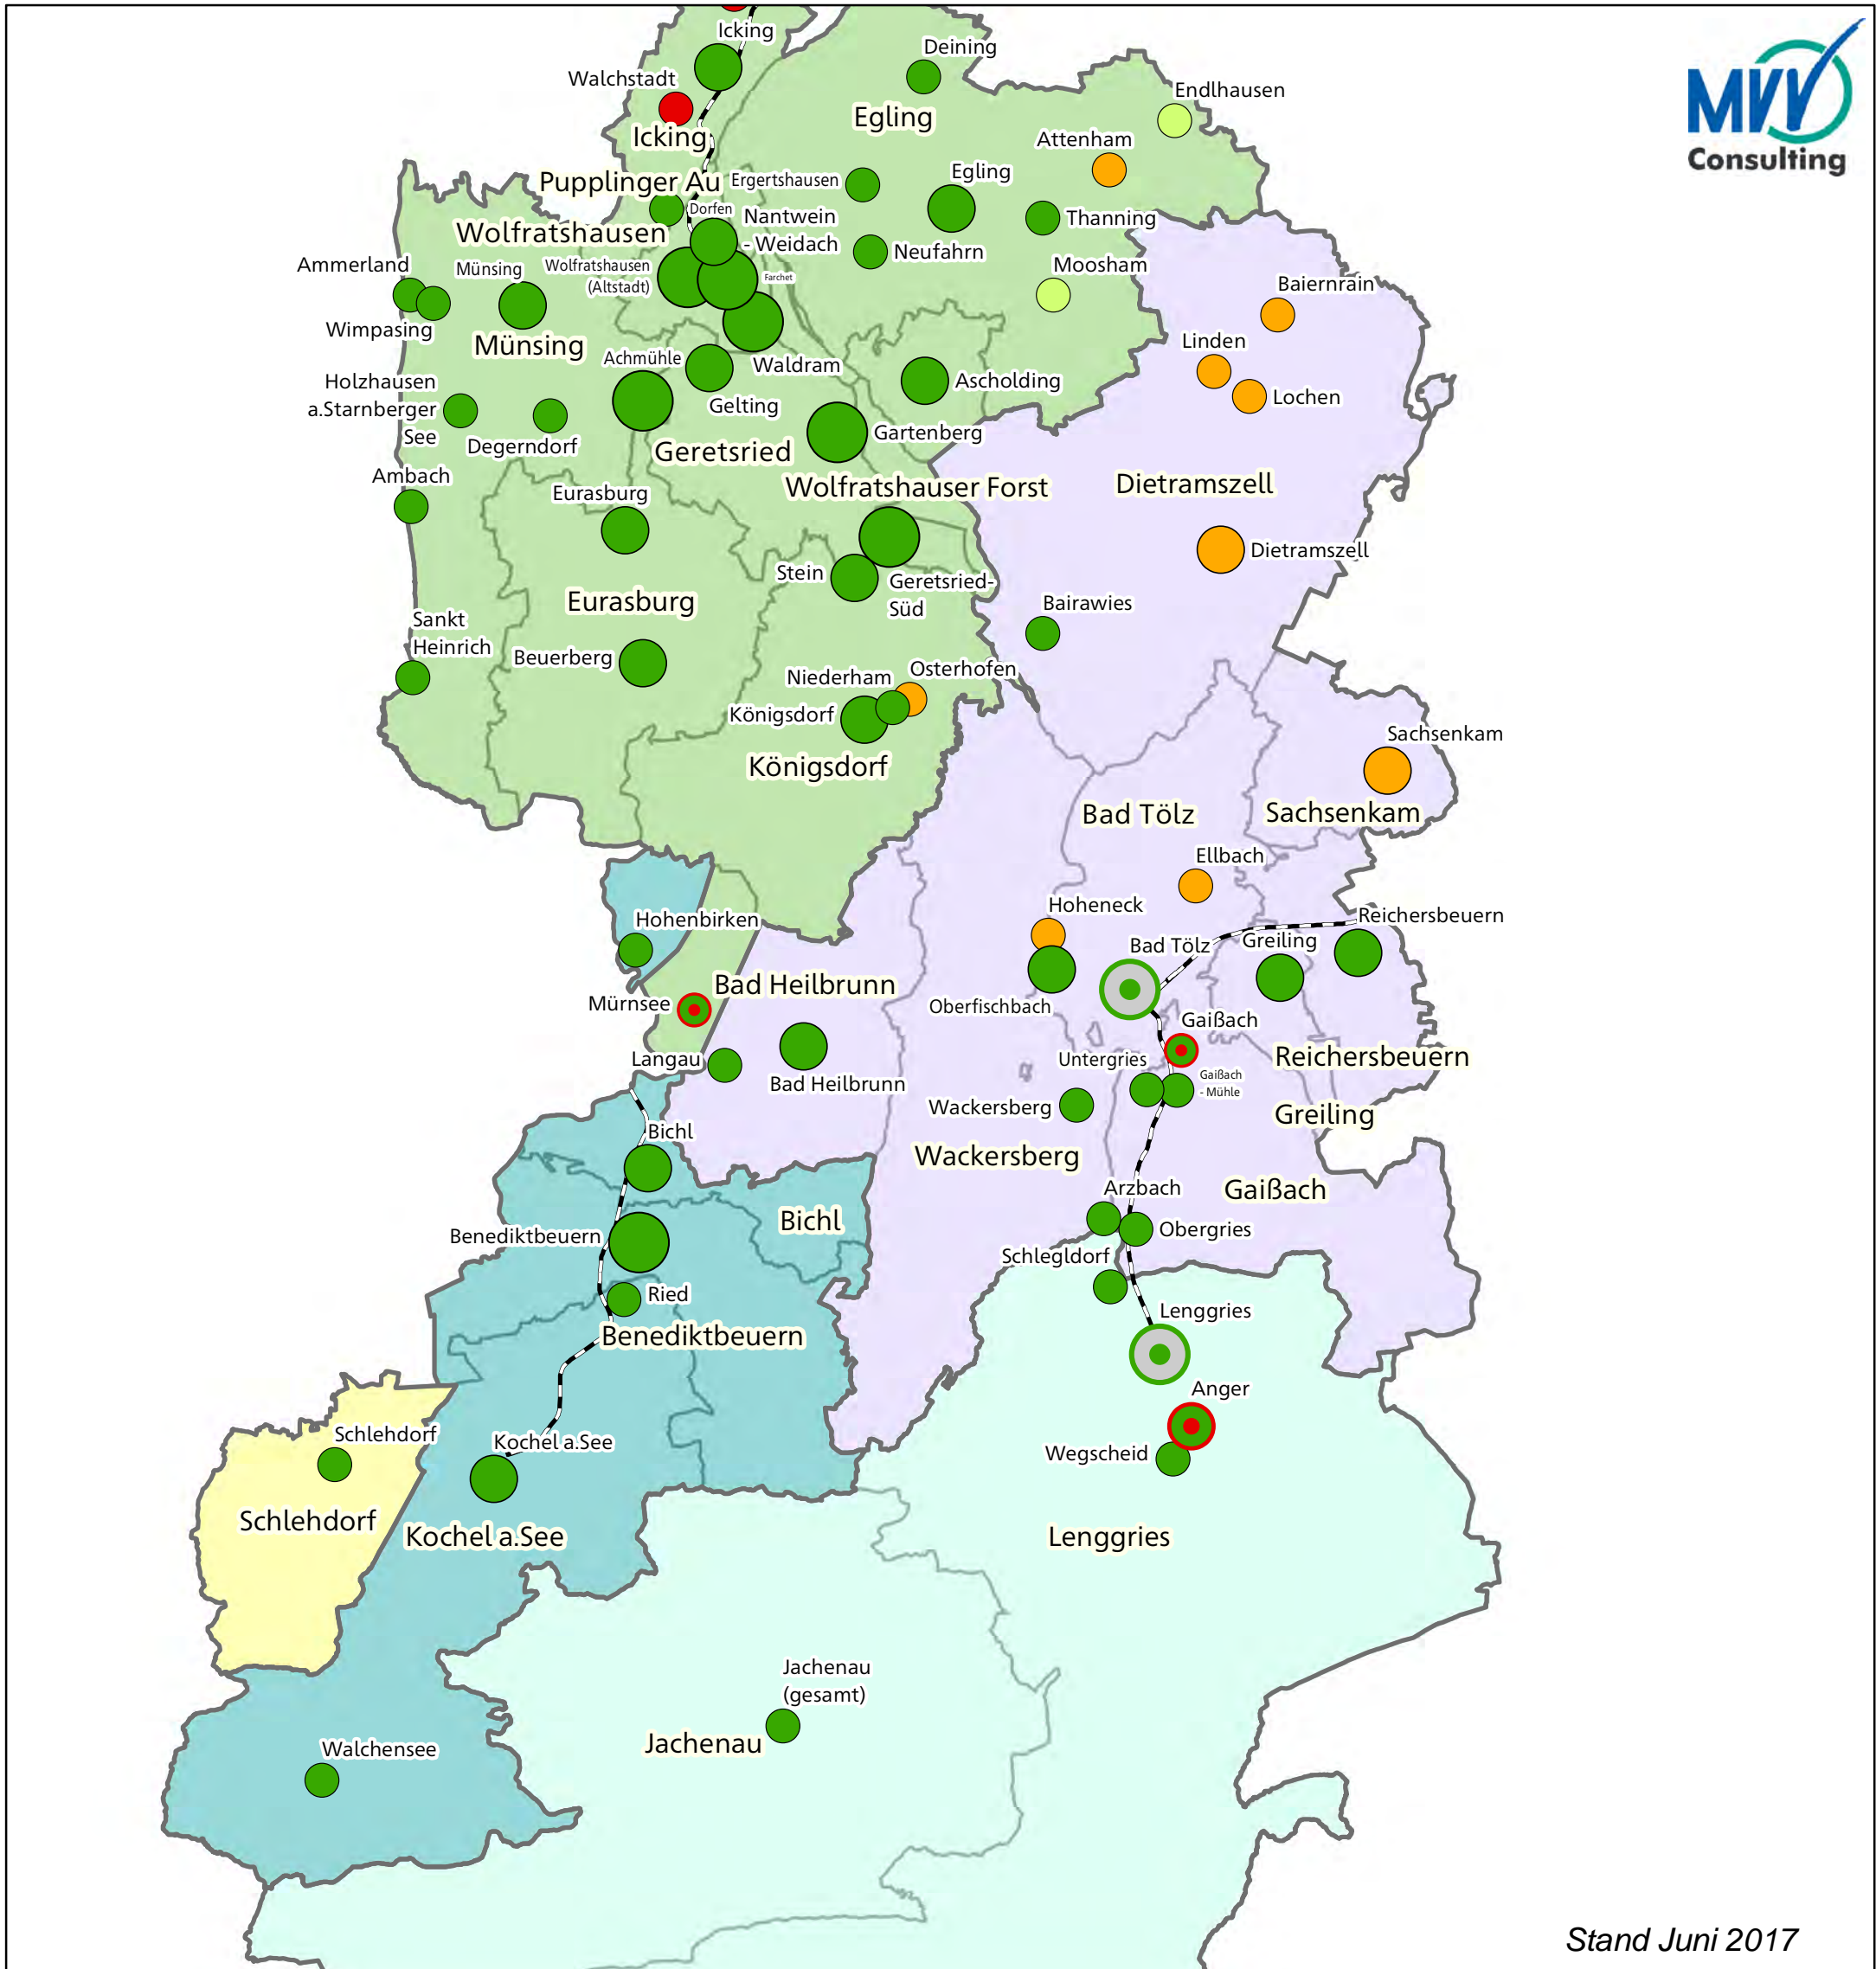 Icking
Deining
MVV
Consulting
Walchstadt
Endlhausen
Egling
Icking
Attenham
Pupplinger Au
Ergertshausen
Egling
Dorfen
Nantwein
- Weidach
Thanning
Wolfratshausen
Neufahrn
Ammerland
Münsing
Wolfratshausen
(Altstadt)
Farchet
Moosham
Baiernrain
Wimpasing
Münsing
Achmühle
Waldram
Linden
Holzhausen
a.Starnberger
See
Ascholding
Lochen
Gelting
Degerndorf
Gartenberg
Geretsried
Ambach
Eurasburg
Wolfratshauser Forst
Dietramszell
Dietramszell
Stein
Geretsried-
Süd
Eurasburg
Bairawies
Sankt
Heinrich
Beuerberg
Niederham
Osterhofen
Königsdorf
Königsdorf
Sachsenkam
Bad Tölz
Sachsenkam
Ellbach
Hoheneck
Reichersbeuern
Hohenbirken
Bad Tölz
Greiling
Bad Heilbrunn
Mürnsee
Oberfischbach
Gaißach
Langau
Untergries
Reichersbeuern
Bad Heilbrunn
Gaißach
- Mühle
Wackersberg
Greiling
Bichl
Wackersberg
Arzbach
Gaißach
Bichl
Benediktbeuern
Obergries
Schlegldorf
Ried
Lenggries
Benediktbeuern
Anger
Schlehdorf
Kochel a.See
Wegscheid
Schlehdorf
Kochel a.See
Lenggries
Jachenau
(gesamt)
Jachenau
Walchensee
Stand Juni 2017